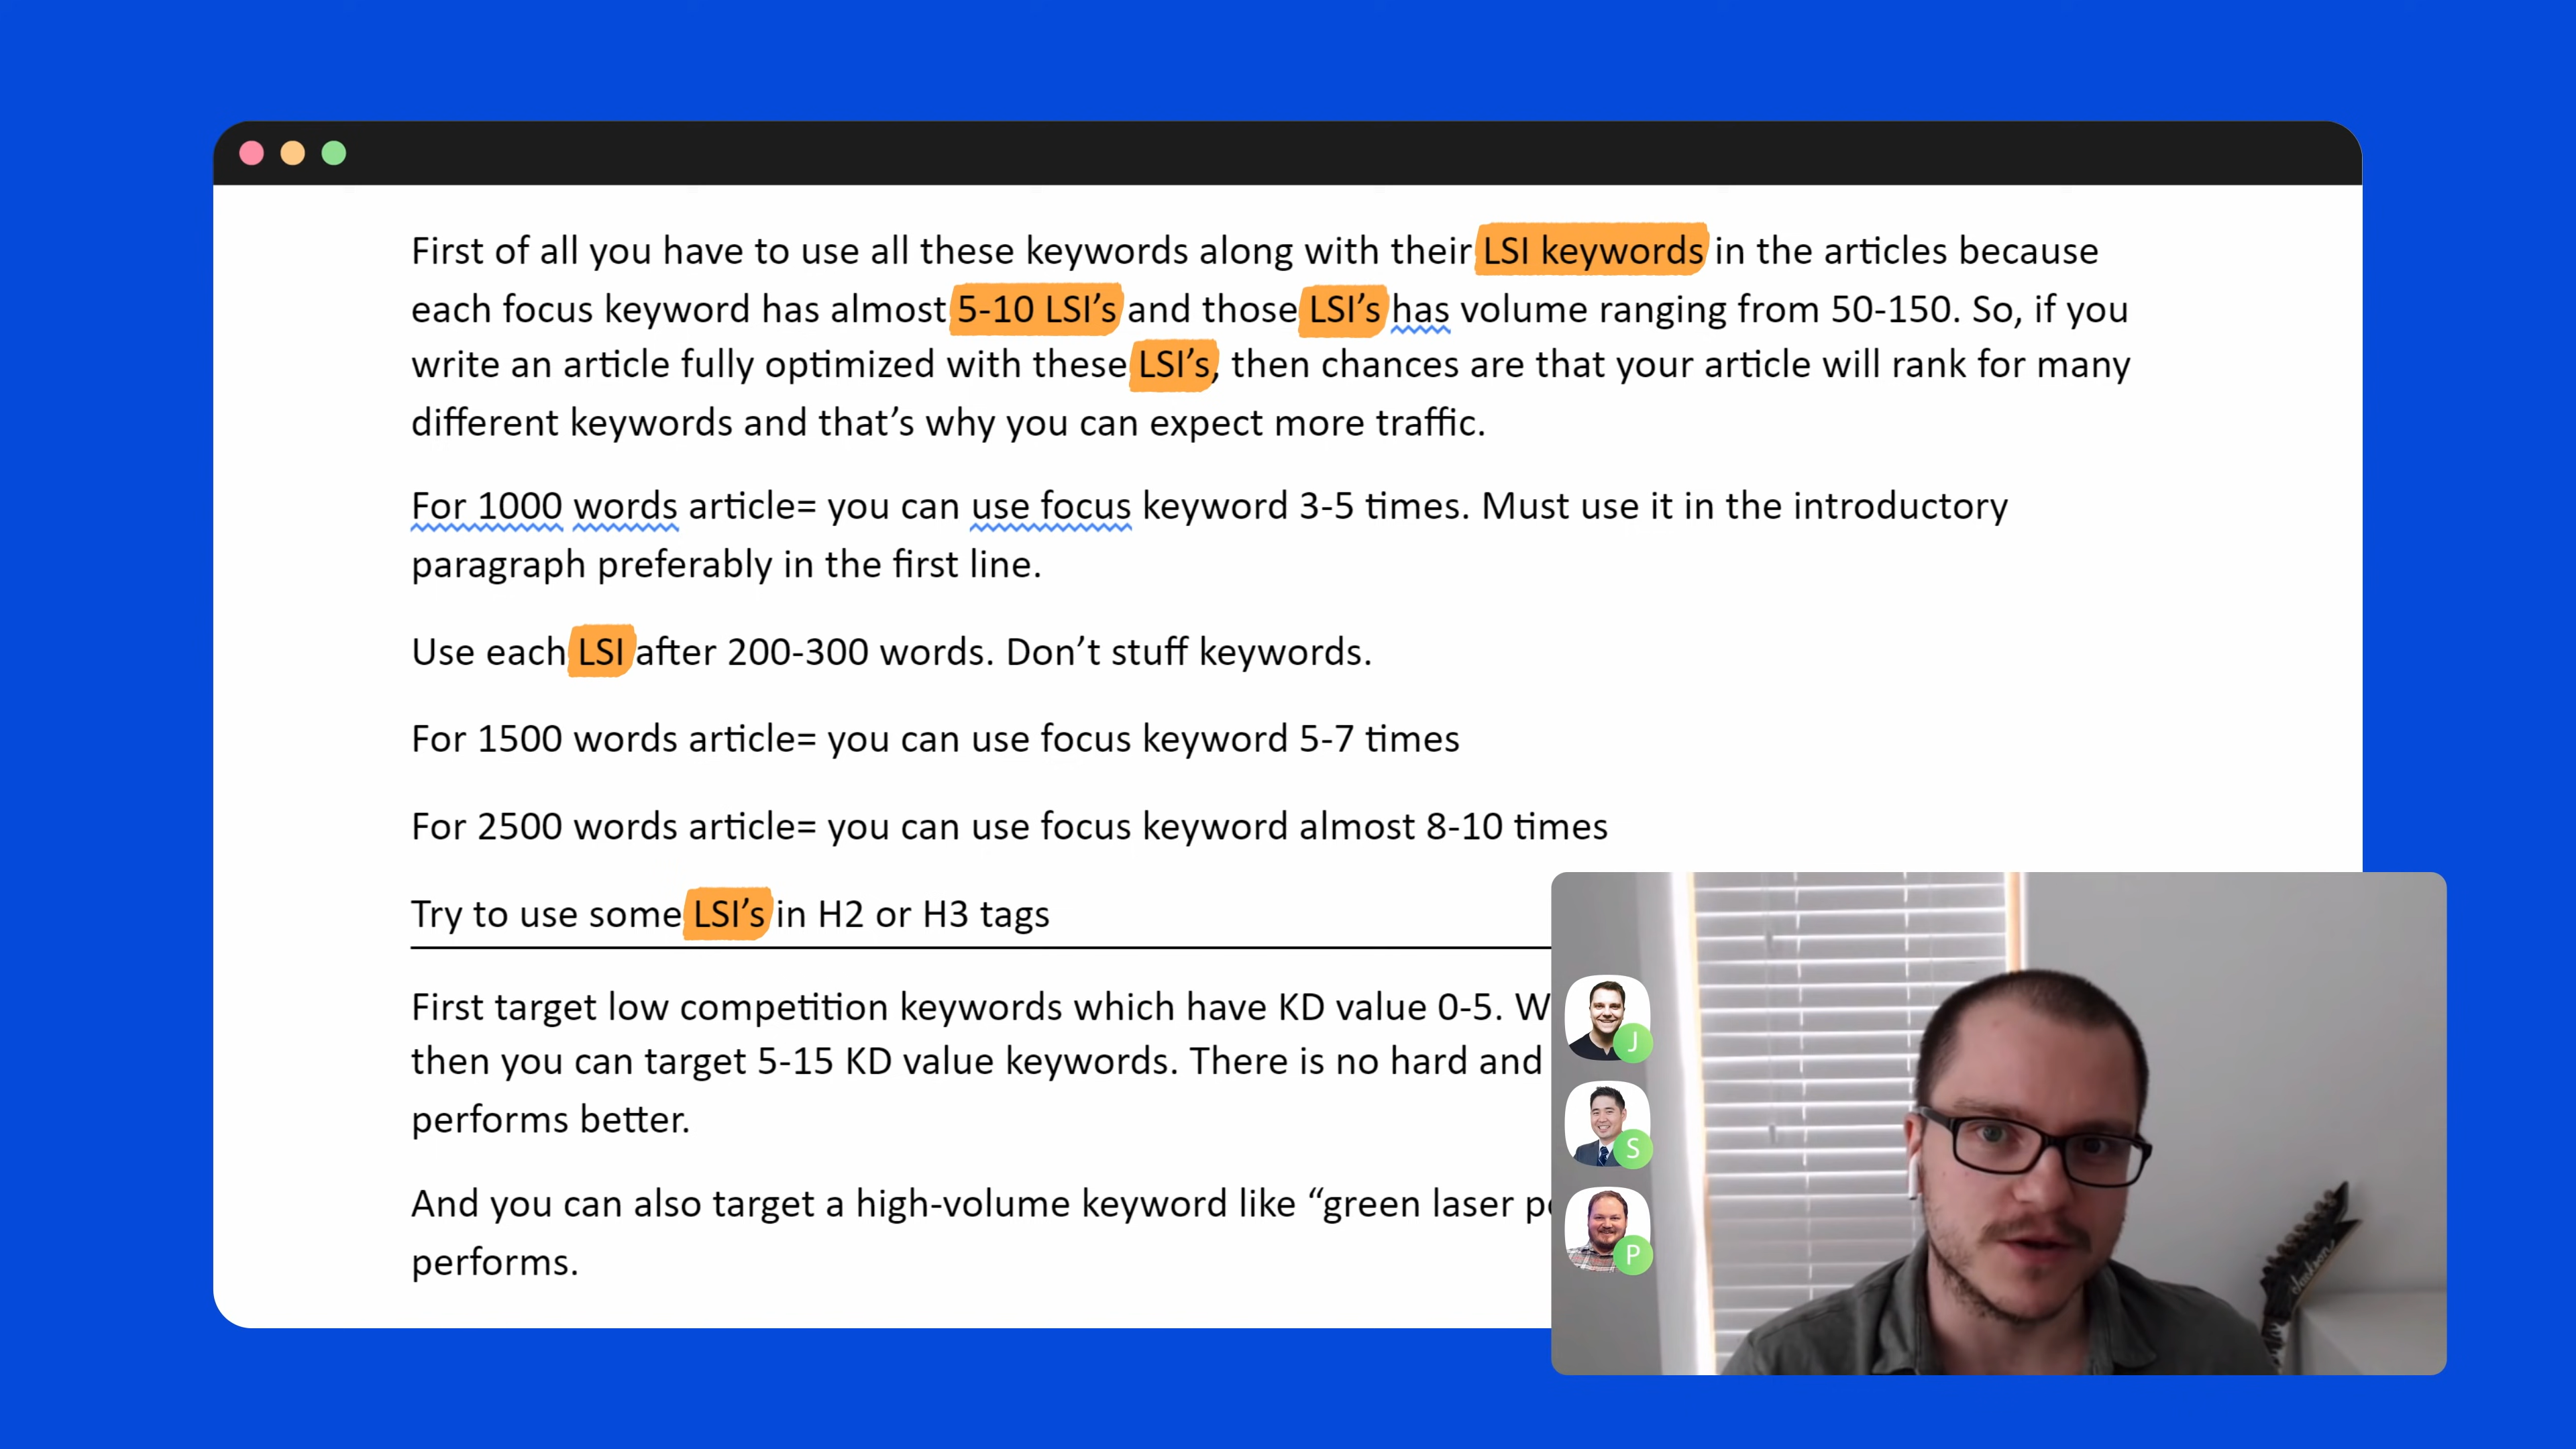 First of all you have to use all these keywords along with their LSI keywords in the articles because
each focus keyword has almost 5-10 LSI’s and those LSI’s has volume ranging from 50-150. So, if you
write an article fully optimized with these LSI’s, then chances are that your article will rank for many
different keywords and that’s why you can expect more traffic.
For 1000 words article= you can use focus keyword 3-5 times. Must use it in the introductory
paragraph preferably in the first line.
Use each LSI after 200-300 words. Don’t stuff keywords.
For 1500 words article= you can use focus keyword 5-7 times
For 2500 words article= you can use focus keyword almost 8-10 times
Try to use some LSI’s in H2 or H3 tags
First target low competition keywords which have KD value 0-5. W
then you can target 5-15 KD value keywords. There is no hard and
performs better.
And you can also target a high-volume keyword like “green laser p
performs.
J
S
P
Jackson